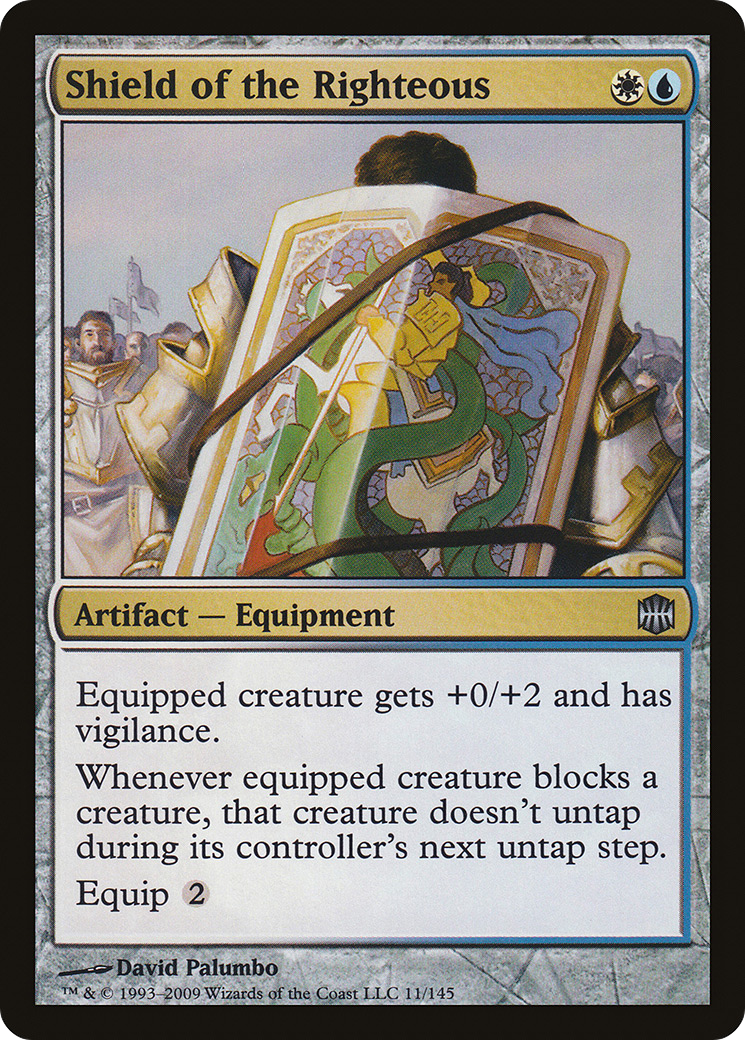 Shield of the Righteous
Artifact — Equipment
Equipped creature gets +0/+2 and has
vigilance.
Whenever equipped creature blocks a
creature, that creature doesn't untap
during its controller's next untap step.
Equip 2
David Palumbo
™ & © 1993–2009 Wizards of the Coast LLC 11/145